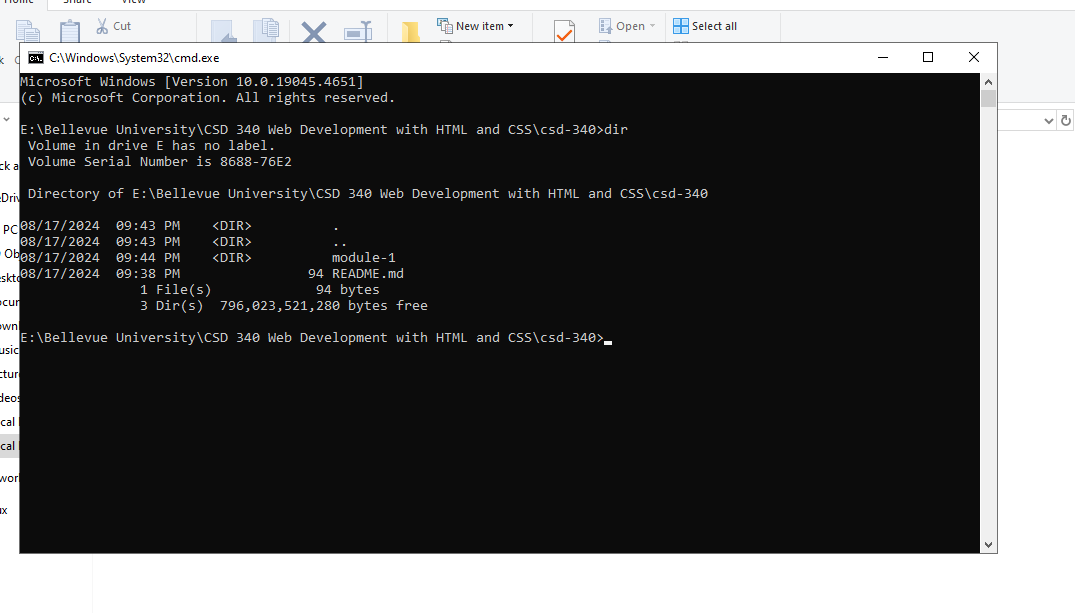 Home Share View
Cut
New item
Open
Select all
C:\Windows\System32\cmd.exe
Microsoft Windows [Version 10.0.19045.4651]
(c) Microsoft Corporation. All rights reserved.
E:\Bellevue University\CSD 340 Web Development with HTML and CSS\csd-340>dir
Volume in drive E has no label.
Volume Serial Number is 8688-76E2
Directory of E:\Bellevue University\CSD 340 Web Development with HTML and CSS\csd-340
08/17/2024 09:43 PM <DIR> .
08/17/2024 09:43 PM <DIR> ..
08/17/2024 09:44 PM <DIR> module-1
08/17/2024 09:38 PM 94 README.md
1 File(s) 94 bytes
3 Dir(s) 796,023,521,280 bytes free
E:\Bellevue University\CSD 340 Web Development with HTML and CSS\csd-340>
PC